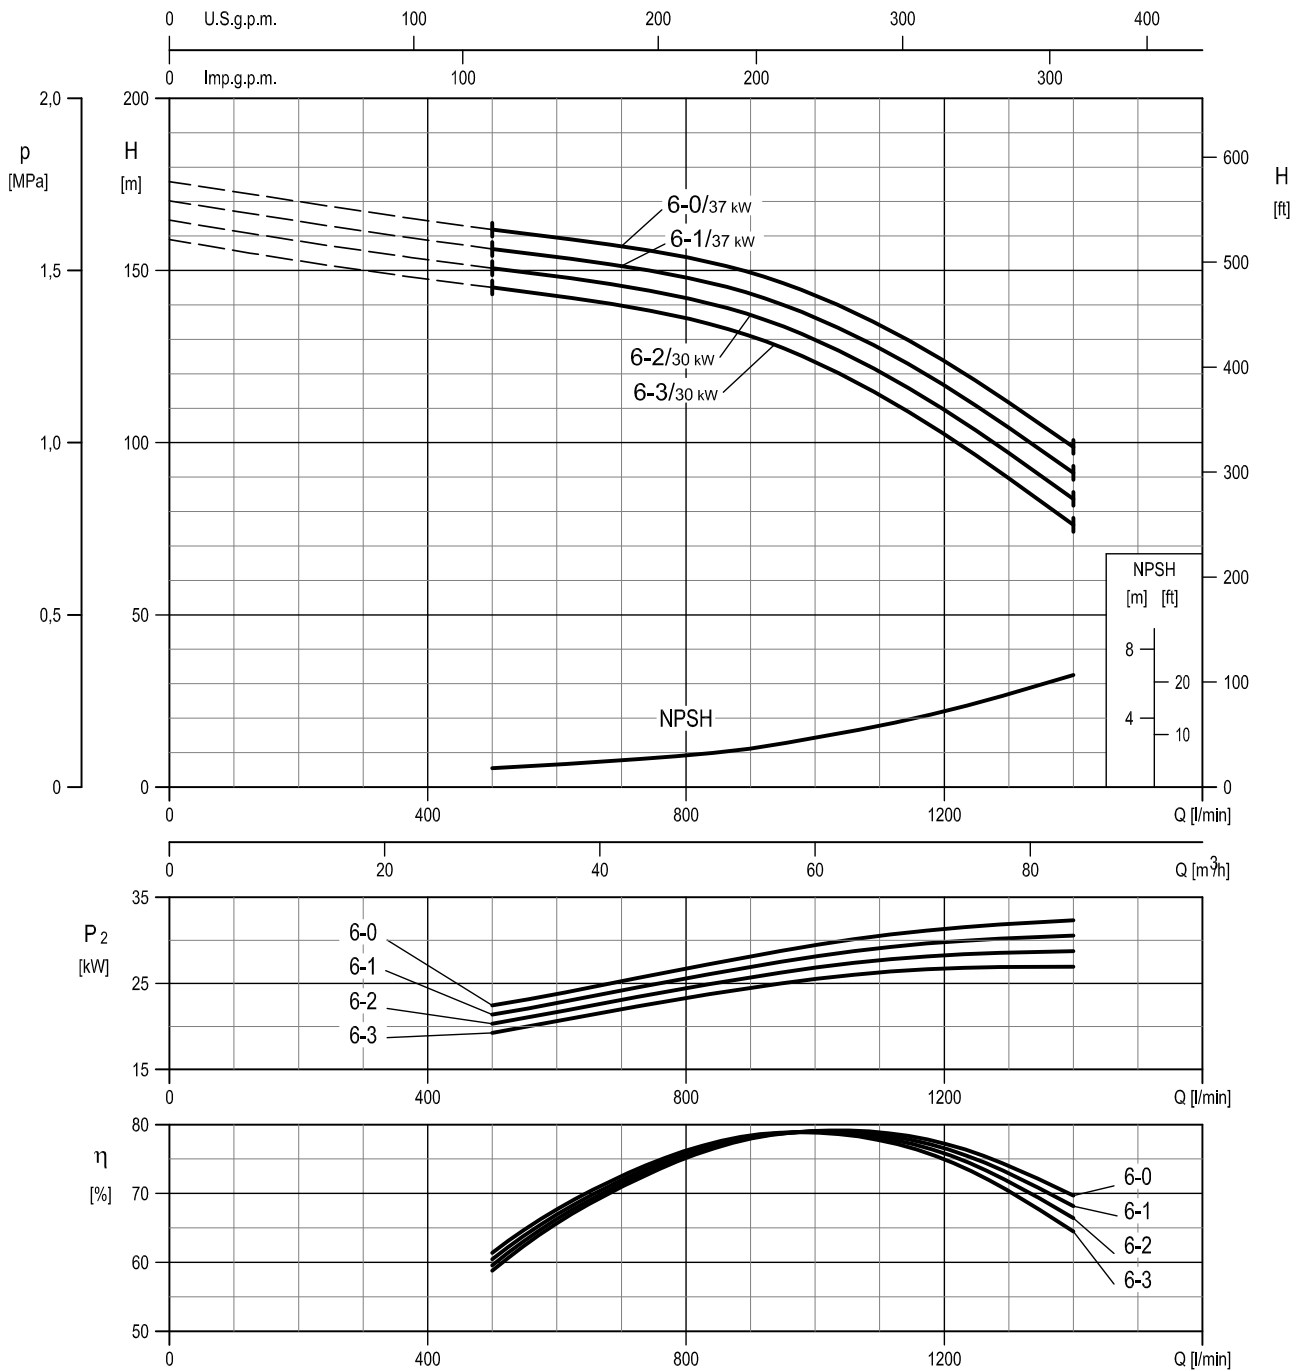 0 U.S.g.p.m. 100 200 300 400
0 Imp.g.p.m. 100 200 300
2,0 200
p H
[MPa] [m]
600
H
[ft]
6-0/37 kW
6-1/37 kW
500
1,5 150
6-2/30 kW
6-3/30 kW
400
1,0 100
300
NPSH
[m] [ft]
200
0,5 50
8
20 100
NPSH
4
10
0 0 0
0 400 800 1200 Q [l/min]
0 20 40 60 80 Q [m³/h]
35
P2
[kW]
6-0
6-1
25
6-2
6-3
15
0 400 800 1200 Q [l/min]
80
η
[%]
70
6-0
6-1
6-2
60
6-3
50
0 400 800 1200 Q [l/min]